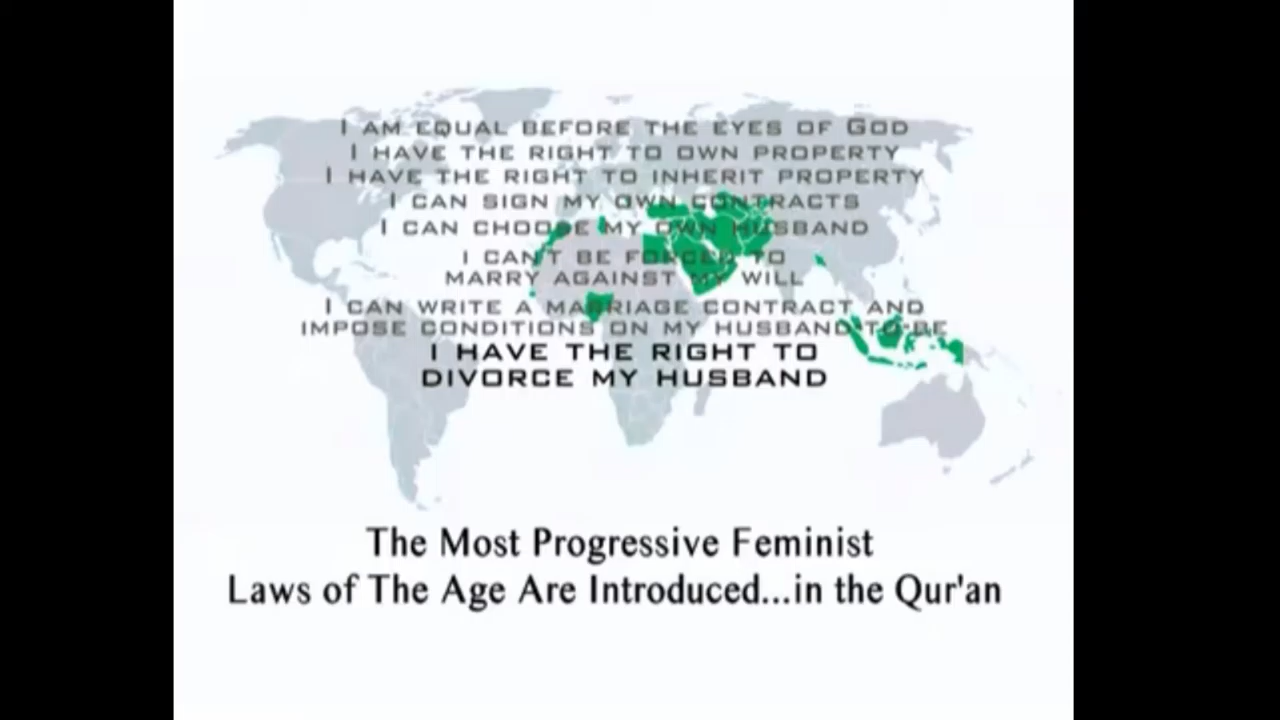 I AM EQUAL BEFORE THE EYES OF GOD
I HAVE THE RIGHT TO OWN PROPERTY
I HAVE THE RIGHT TO INHERIT PROPERTY
I CAN SIGN MY OWN CONTRACTS
I CAN CHOOSE MY OWN HUSBAND
I CAN'T BE FORCED TO
MARRY AGAINST MY WILL
I CAN WRITE A MARRIAGE CONTRACT AND
IMPOSE CONDITIONS ON MY HUSBAND-TO-BE
I HAVE THE RIGHT TO
DIVORCE MY HUSBAND
The Most Progressive Feminist
Laws of The Age Are Introduced...in the Qur'an